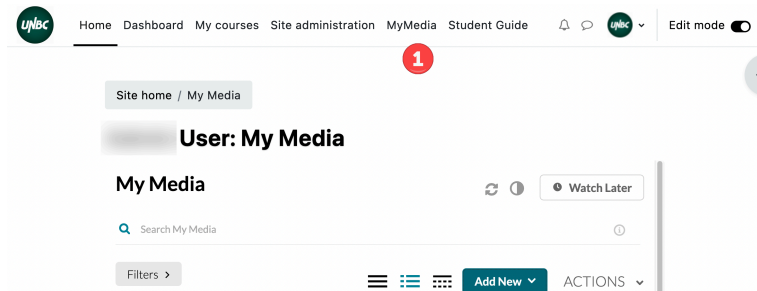 UNBC Home Dashboard My courses Site administration MyMedia Student Guide UNBC Edit mode
1
Site home / My Media
User: My Media
My Media
Watch Later
Search My Media
Filters >
Add New ACTIONS